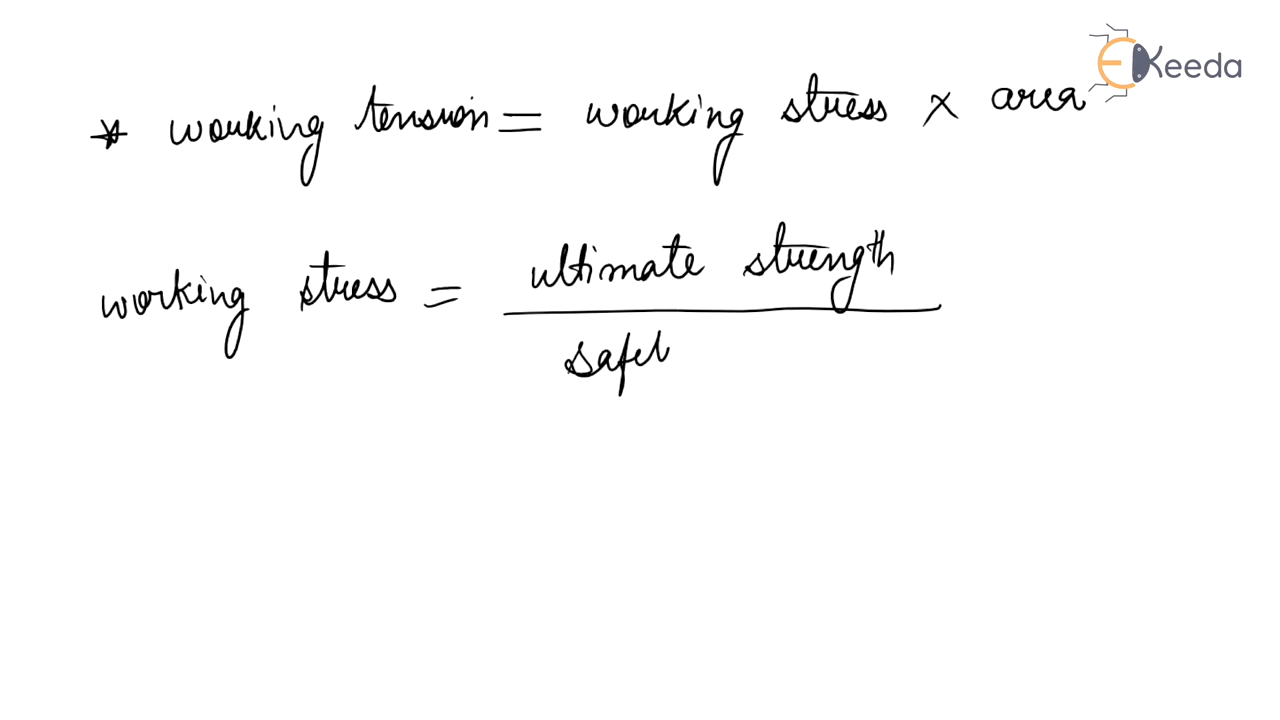 EKeeda
* working tension = working stress × area
working stress = ultimate strength
safet